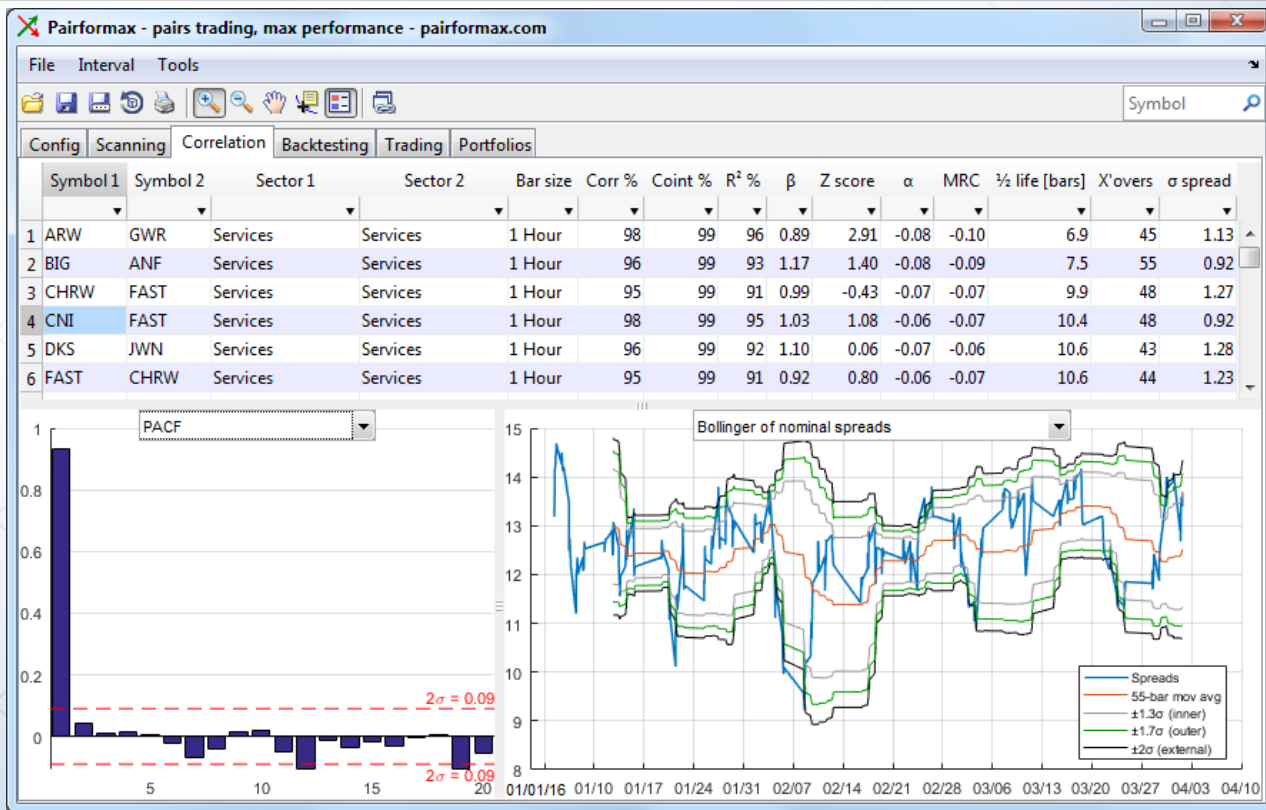 Pairformax - pairs trading, max performance - pairformax.com
File Interval Tools
Symbol
Config Scanning Correlation Backtesting Trading Portfolios
Symbol 1 Symbol 2 Sector 1 Sector 2 Bar size Corr % Coint % R² % β Z score α MRC ½ life [bars] X'overs σ spread
1 ARW GWR Services Services 1 Hour 98 99 96 0.89 2.91 -0.08 -0.10 6.9 45 1.13
2 BIG ANF Services Services 1 Hour 96 99 93 1.17 1.40 -0.08 -0.09 7.5 55 0.92
3 CHRW FAST Services Services 1 Hour 95 99 91 0.99 -0.43 -0.07 -0.07 9.9 48 1.27
4 CNI FAST Services Services 1 Hour 98 99 95 1.03 1.08 -0.06 -0.07 10.4 48 0.92
5 DKS JWN Services Services 1 Hour 96 99 92 1.10 0.06 -0.07 -0.06 10.6 43 1.28
6 FAST CHRW Services Services 1 Hour 95 99 91 0.92 0.80 -0.06 -0.07 10.6 44 1.23
PACF
1
0.8
0.6
0.4
0.2
0
2σ = 0.09
2σ = 0.09
5 10 15 20
Bollinger of nominal spreads
15
14
13
12
11
10
9
8
Spreads
55-bar mov avg
±1.3σ (inner)
±1.7σ (outer)
±2σ (external)
01/01/16 01/10 01/17 01/24 01/31 02/07 02/14 02/21 02/28 03/06 03/13 03/20 03/27 04/03 04/10